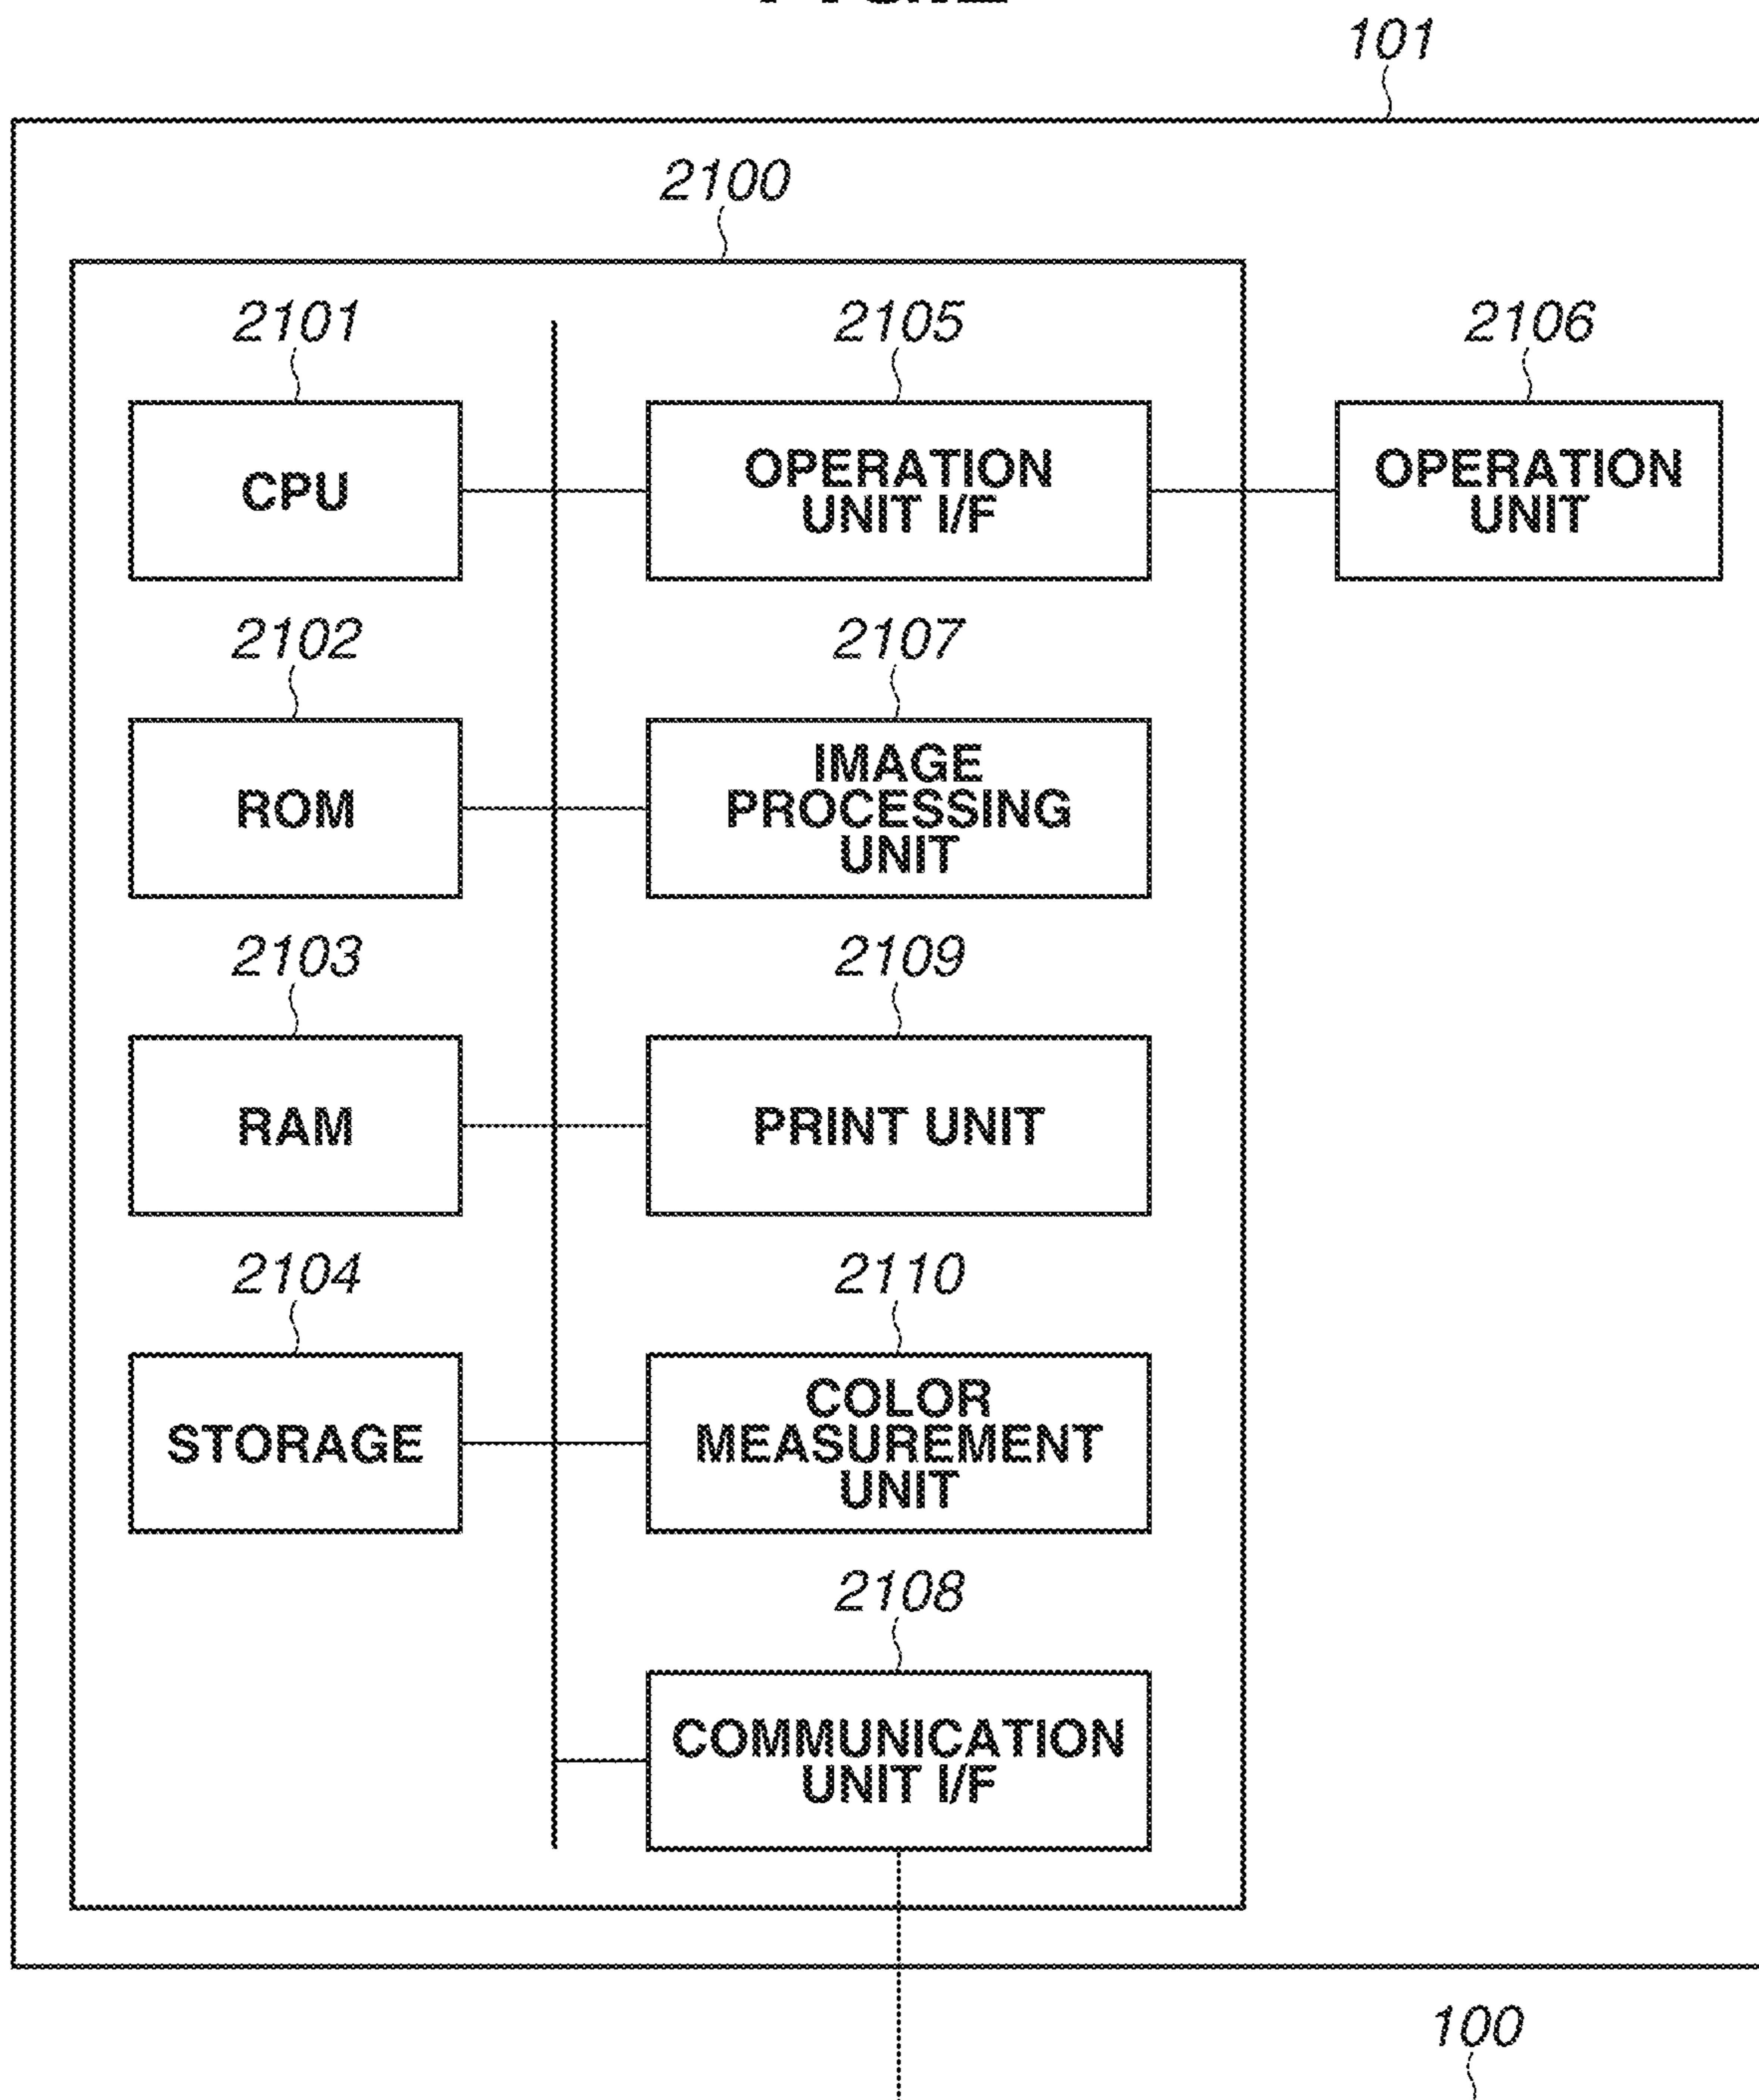 101
2100
2101
2105
2106
CPU
OPERATION
UNIT I/F
OPERATION
UNIT
2102
2107
ROM
IMAGE
PROCESSING
UNIT
2103
2109
RAM
PRINT UNIT
2104
2110
STORAGE
COLOR
MEASUREMENT
UNIT
2108
COMMUNICATION
UNIT I/F
100